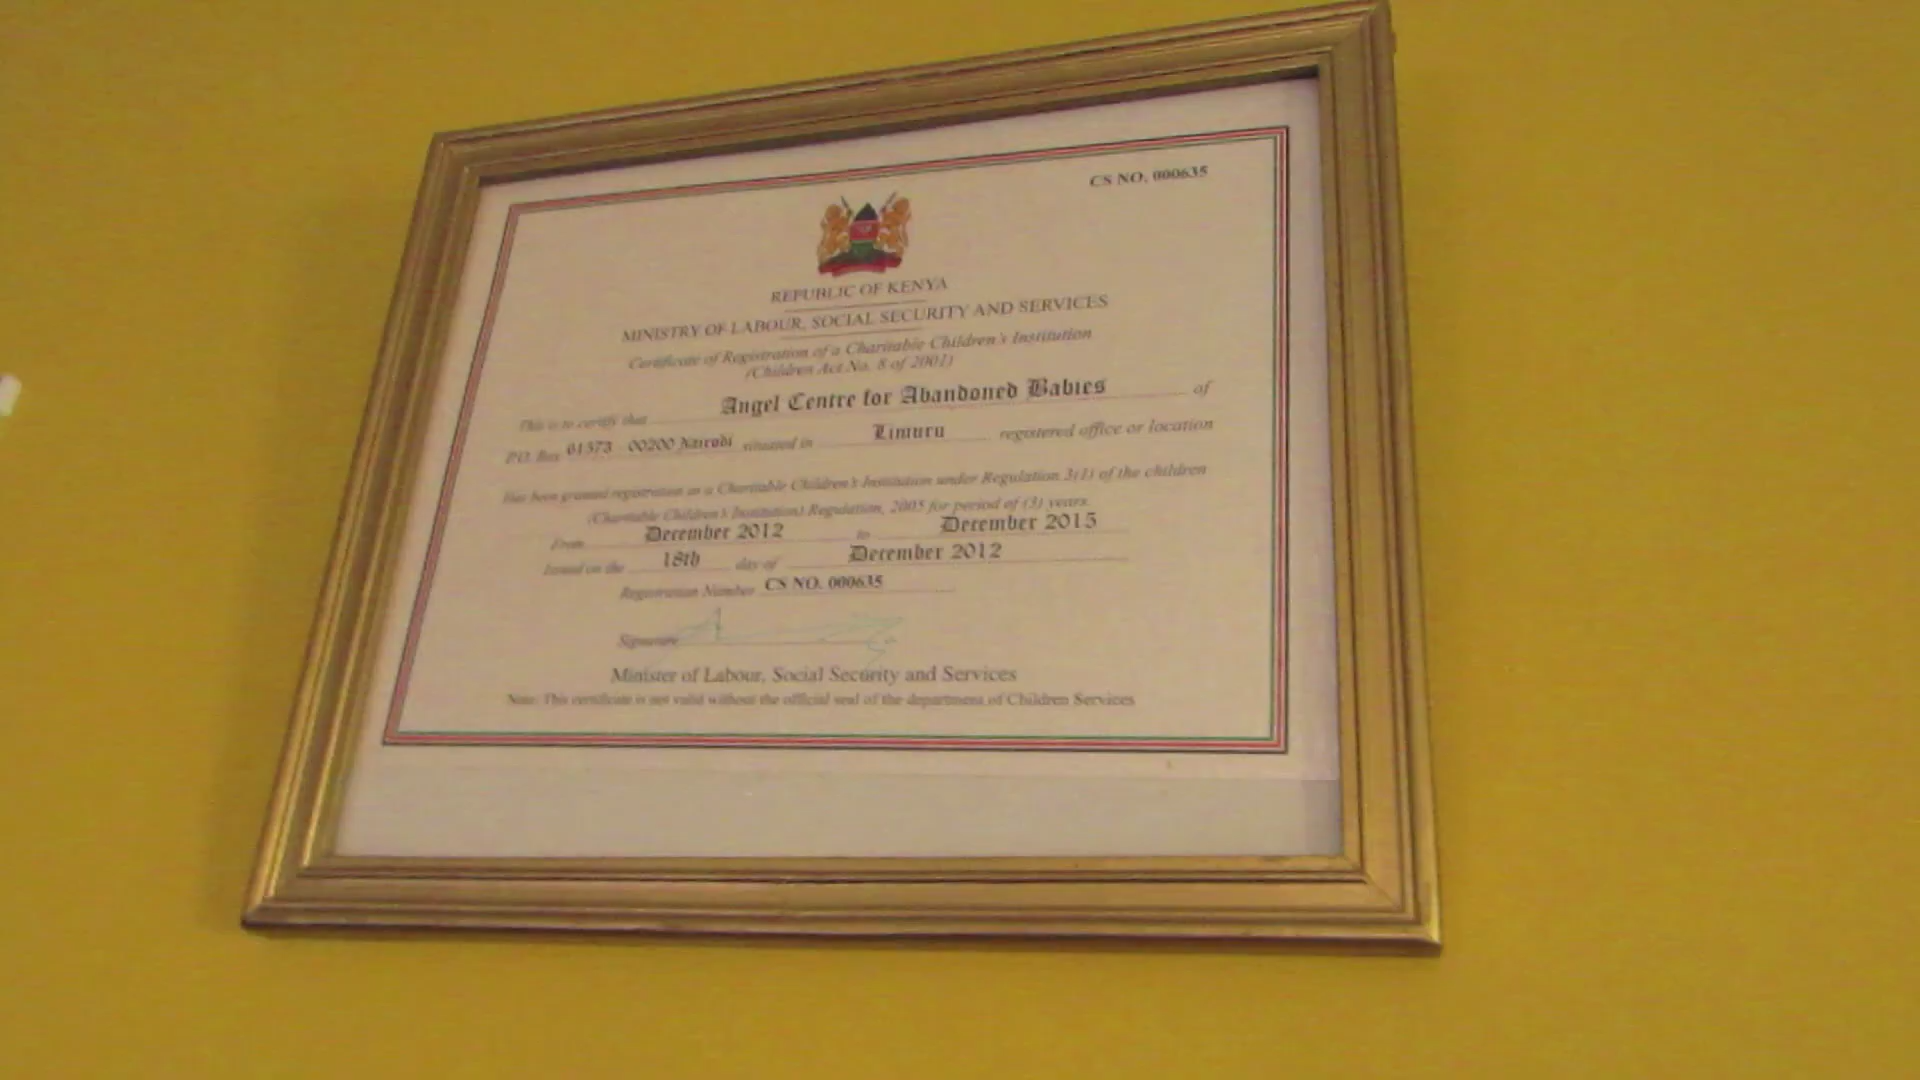 CS NO. 000635
REPUBLIC OF KENYA
MINISTRY OF LABOUR, SOCIAL SECURITY AND SERVICES
Certificate of Registration of a Charitable Children's Institution
(Children Act No. 8 of 2001)
This is to certify that Angel Centre for Abandoned Babies of
P.O. Box 61373 - 00200 Nairobi situated in Limuru registered office or location
Has been granted registration as a Charitable Children's Institution under Regulation 3(1) of the children
(Charitable Children's Institution) Regulation, 2005 for period of (3) years.
From December 2012 to December 2015
Issued on the 18th day of December 2012
Registration Number CS NO. 000635
Signature
Minister of Labour, Social Security and Services
Note: This certificate is not valid without the official seal of the department of Children Services